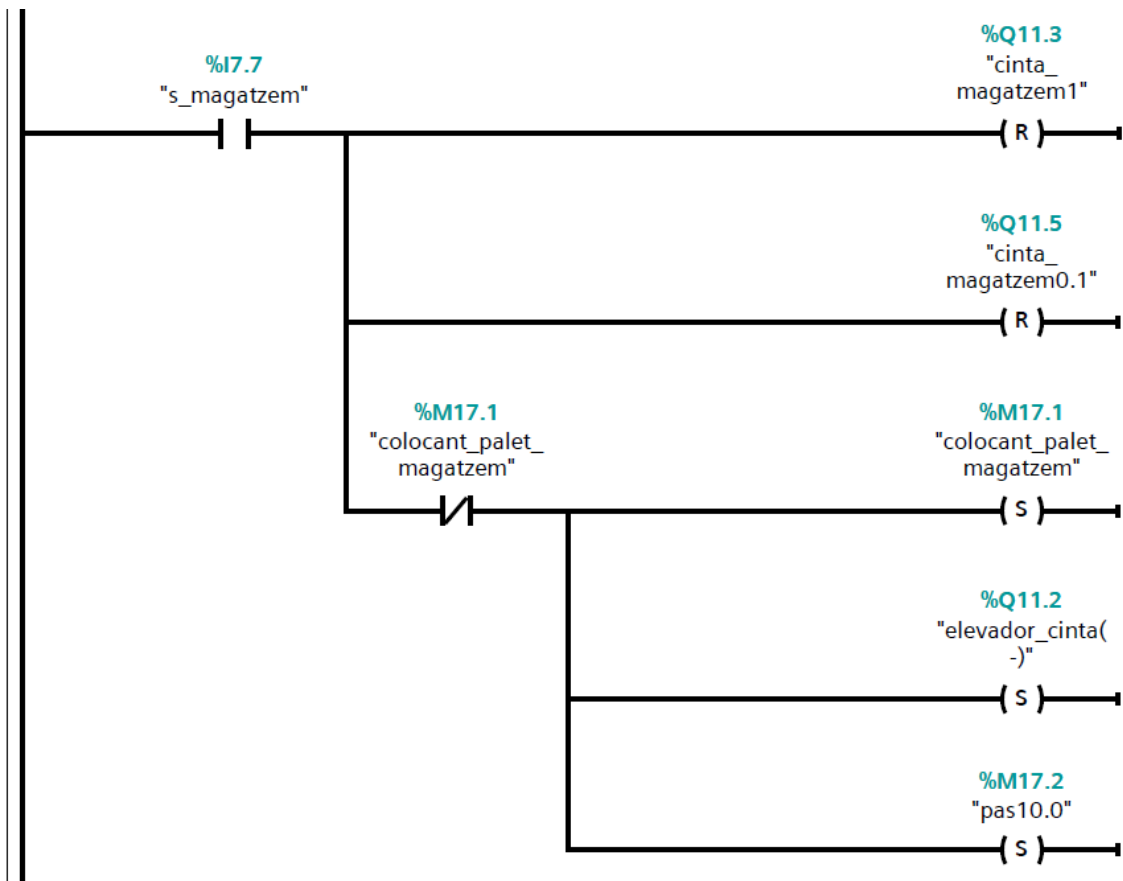 %Q11.3
"cinta_
magatzem1"
%I7.7
"s_magatzem"
( R )
%Q11.5
"cinta_
magatzem0.1"
( R )
%M17.1
"colocant_palet_
magatzem"
%M17.1
"colocant_palet_
magatzem"
( S )
%Q11.2
"elevador_cinta(
-)"
( S )
%M17.2
"pas10.0"
( S )